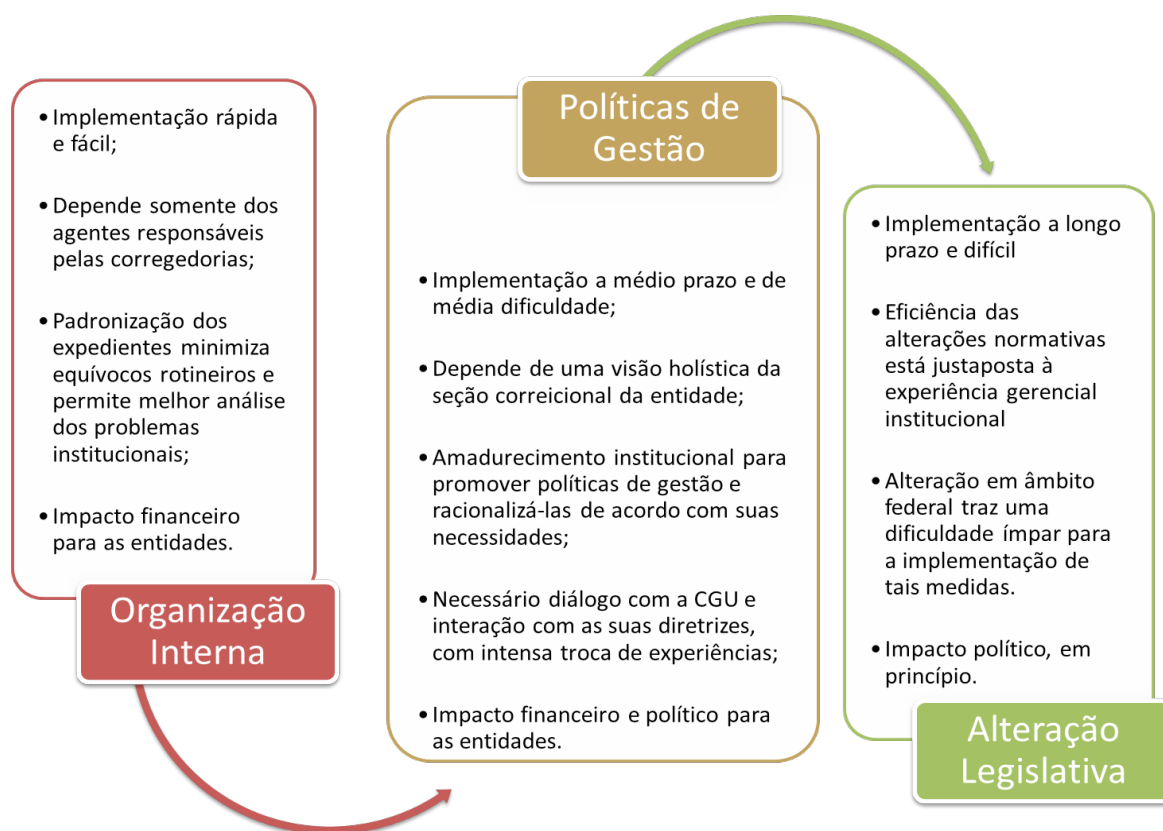 • Implementação rápida
e fácil;
• Depende somente dos
agentes responsáveis
pelas corregedorias;
• Padronização dos
expedientes minimiza
equívocos rotineiros e
permite melhor análise
dos problemas
institucionais;
• Impacto financeiro
para as entidades.
Organização
Interna
Políticas de
Gestão
• Implementação a médio prazo e de
média dificuldade;
• Depende de uma visão holística da
seção correicional da entidade;
• Amadurecimento institucional para
promover políticas de gestão e
racionalizá-las de acordo com suas
necessidades;
• Necessário diálogo com a CGU e
interação com as suas diretrizes,
com intensa troca de experiências;
• Impacto financeiro e político para
as entidades.
• Implementação a longo
prazo e difícil
• Eficiência das
alterações normativas
está justaposta à
experiência gerencial
institucional
• Alteração em âmbito
federal traz uma
dificuldade ímpar para
a implementação de
tais medidas.
• Impacto político, em
princípio.
Alteração
Legislativa